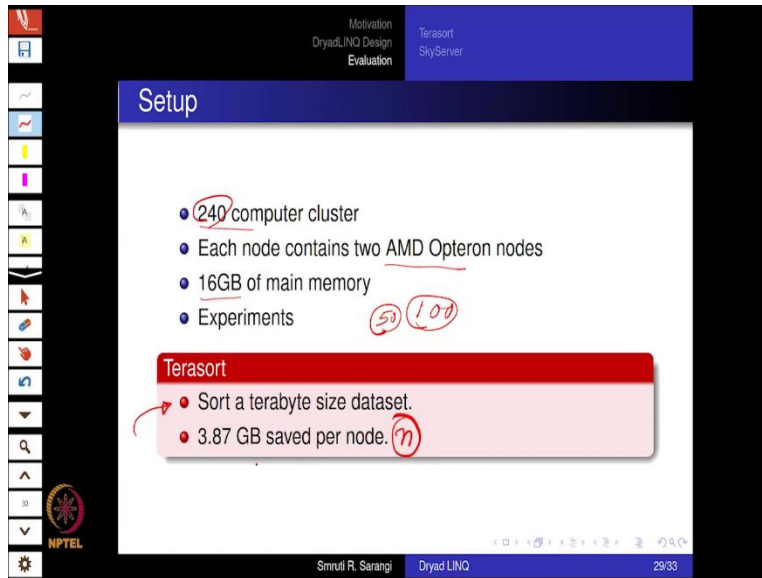 Motivation
DryadLINQ Design
Evaluation
Terasort
SkyServer
Setup
240 computer cluster
Each node contains two AMD Opteron nodes
16GB of main memory
Experiments
50 100
Terasort
Sort a terabyte size dataset.
3.87 GB saved per node. n
30
NPTEL
Smruti R. Sarangi
Dryad LINQ
29/33